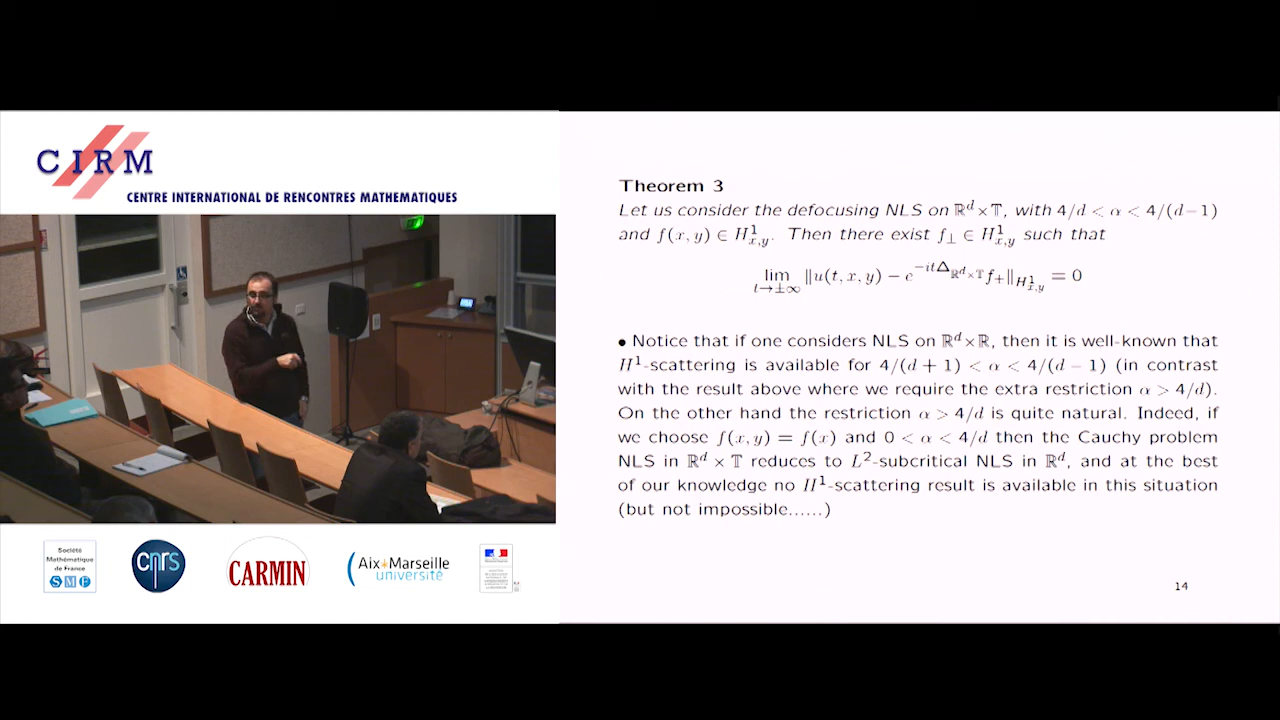 CIRM
CENTRE INTERNATIONAL DE RENCONTRES MATHEMATIQUES
Société
Mathématique
de France
SMF
cnrs
CARMIN
Aix*Marseille
université
Theorem 3
Let us consider the defocusing NLS on ℝ^d×𝕋, with 4/d < α < 4/(d−1)
and f(x, y) ∈ H^1_{x,y}. Then there exist f_± ∈ H^1_{x,y} such that
lim_{t→±∞} ‖u(t, x, y) − e^{−itΔ_{ℝ^d×𝕋}} f_±‖_{H^1_{x,y}} = 0
• Notice that if one considers NLS on ℝ^d×ℝ, then it is well-known that
H^1-scattering is available for 4/(d + 1) < α < 4/(d − 1) (in contrast
with the result above where we require the extra restriction α > 4/d).
On the other hand the restriction α > 4/d is quite natural. Indeed, if
we choose f(x, y) = f(x) and 0 < α < 4/d then the Cauchy problem
NLS in ℝ^d × 𝕋 reduces to L^2-subcritical NLS in ℝ^d, and at the best
of our knowledge no H^1-scattering result is available in this situation
(but not impossible......)
14